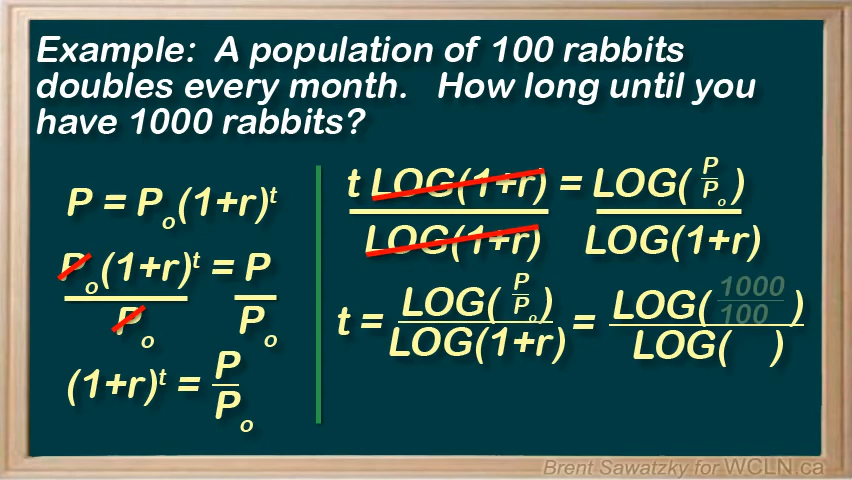 Example: A population of 100 rabbits
doubles every month. How long until you
have 1000 rabbits?
P = Pₒ(1+r)ᵗ
Pₒ(1+r)ᵗ = P
Pₒ Pₒ
(1+r)ᵗ = P
Pₒ
t LOG(1+r) = LOG( P/Pₒ )
LOG(1+r) LOG(1+r)
t = LOG( P/Pₒ ) = LOG( 1000/100 )
LOG(1+r) LOG( )
Brent Sawatzky for WCLN.ca